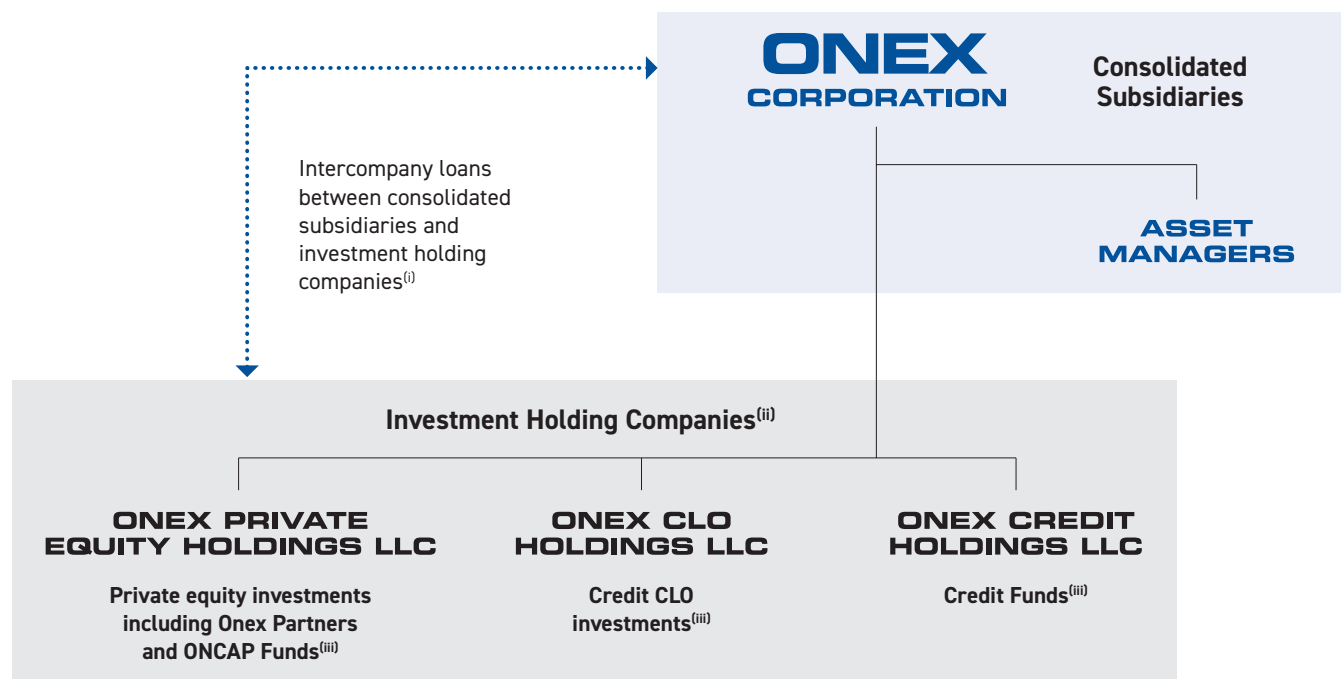 ONEX
CORPORATION
Consolidated
Subsidiaries
Intercompany loans
between consolidated
subsidiaries and
investment holding
companies(i)
ASSET
MANAGERS
Investment Holding Companies(ii)
ONEX PRIVATE
EQUITY HOLDINGS LLC
Private equity investments
including Onex Partners
and ONCAP Funds(iii)
ONEX CLO
HOLDINGS LLC
Credit CLO
investments(iii)
ONEX CREDIT
HOLDINGS LLC
Credit Funds(iii)